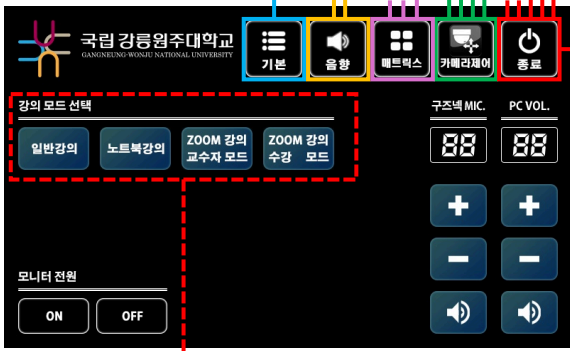 국립 강릉원주대학교
GANGNEUNG-WONJU NATIONAL UNIVERSITY
기본
음향
매트릭스
카메라제어
종료
강의 모드 선택
일반강의
노트북강의
ZOOM 강의
교수자 모드
ZOOM 강의
수강 모드
구즈넥 MIC.
PC VOL.
88
88
+
+
−
−
모니터 전원
ON
OFF